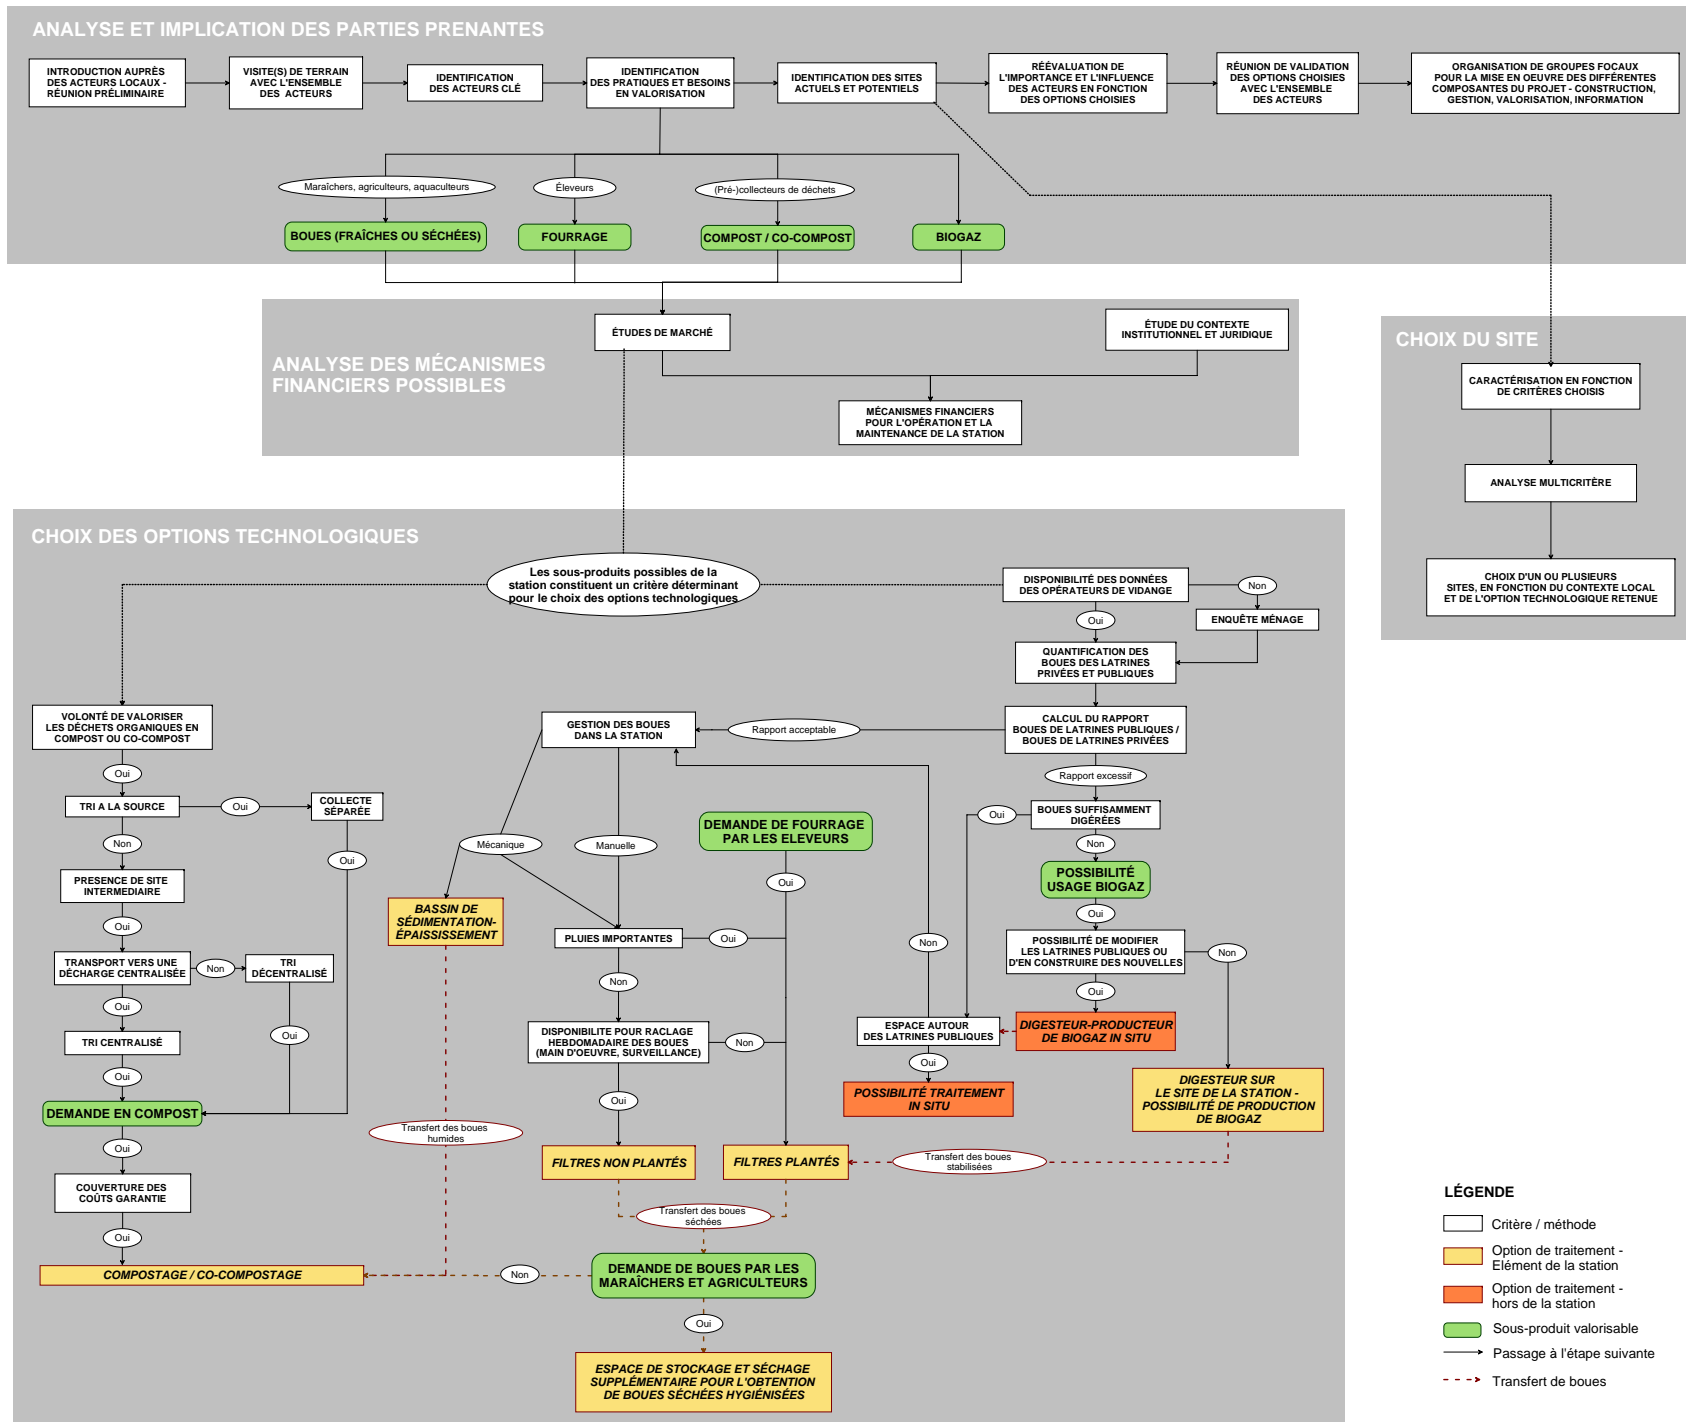 ANALYSE ET IMPLICATION DES PARTIES PRENANTES
INTRODUCTION AUPRÈS
DES ACTEURS LOCAUX -
RÉUNION PRÉLIMINAIRE
VISITE(S) DE TERRAIN
AVEC L'ENSEMBLE
DES ACTEURS
IDENTIFICATION
DES ACTEURS CLÉ
IDENTIFICATION
DES PRATIQUES ET BESOINS
EN VALORISATION
IDENTIFICATION DES SITES
ACTUELS ET POTENTIELS
RÉÉVALUATION DE
L'IMPORTANCE ET L'INFLUENCE
DES ACTEURS EN FONCTION
DES OPTIONS CHOISIES
RÉUNION DE VALIDATION
DES OPTIONS CHOISIES
AVEC L'ENSEMBLE
DES ACTEURS
ORGANISATION DE GROUPES FOCAUX
POUR LA MISE EN OEUVRE DES DIFFÉRENTES
COMPOSANTES DU PROJET - CONSTRUCTION,
GESTION, VALORISATION, INFORMATION
Maraîchers, agriculteurs, aquaculteurs
Éleveurs
(Pré-)collecteurs de déchets
BOUES (FRAÎCHES OU SÉCHÉES)
FOURRAGE
COMPOST / CO-COMPOST
BIOGAZ
ANALYSE DES MÉCANISMES
FINANCIERS POSSIBLES
ÉTUDES DE MARCHÉ
ÉTUDE DU CONTEXTE
INSTITUTIONNEL ET JURIDIQUE
MÉCANISMES FINANCIERS
POUR L'OPÉRATION ET LA
MAINTENANCE DE LA STATION
CHOIX DU SITE
CARACTÉRISATION EN FONCTION
DE CRITÈRES CHOISIS
ANALYSE MULTICRITÈRE
CHOIX D'UN OU PLUSIEURS
SITES, EN FONCTION DU CONTEXTE LOCAL
ET DE L'OPTION TECHNOLOGIQUE RETENUE
CHOIX DES OPTIONS TECHNOLOGIQUES
Les sous-produits possibles de la
station constituent un critère déterminant
pour le choix des options technologiques
DISPONIBILITÉ DES DONNÉES
DES OPÉRATEURS DE VIDANGE
Non
Oui
ENQUÊTE MÉNAGE
QUANTIFICATION DES
BOUES DES LATRINES
PRIVÉES ET PUBLIQUES
CALCUL DU RAPPORT
BOUES DE LATRINES PUBLIQUES /
BOUES DE LATRINES PRIVÉES
Rapport acceptable
Rapport excessif
GESTION DES BOUES
DANS LA STATION
VOLONTÉ DE VALORISER
LES DÉCHETS ORGANIQUES EN
COMPOST OU CO-COMPOST
Oui
TRI A LA SOURCE
Oui
COLLECTE
SÉPARÉE
Non
Oui
PRESENCE DE SITE
INTERMEDIAIRE
Oui
TRANSPORT VERS UNE
DÉCHARGE CENTRALISÉE
Non
TRI
DÉCENTRALISÉ
Oui
Oui
TRI CENTRALISÉ
Oui
DEMANDE EN COMPOST
Oui
COUVERTURE DES
COÛTS GARANTIE
Oui
COMPOSTAGE / CO-COMPOSTAGE
Mécanique
Manuelle
BASSIN DE
SÉDIMENTATION-
ÉPAISSISSEMENT
PLUIES IMPORTANTES
Oui
Non
DISPONIBILITE POUR RACLAGE
HEBDOMADAIRE DES BOUES
(MAIN D'OEUVRE, SURVEILLANCE)
Non
Oui
Transfert des boues
humides
FILTRES NON PLANTÉS
DEMANDE DE FOURRAGE
PAR LES ELEVEURS
Oui
FILTRES PLANTÉS
Transfert des boues
séchées
DEMANDE DE BOUES PAR LES
MARAÎCHERS ET AGRICULTEURS
Non
Oui
ESPACE DE STOCKAGE ET SÉCHAGE
SUPPLÉMENTAIRE POUR L'OBTENTION
DE BOUES SÉCHÉES HYGIÉNISÉES
BOUES SUFFISAMMENT
DIGÉRÉES
Oui
Non
POSSIBILITÉ
USAGE BIOGAZ
Oui
POSSIBILITÉ DE MODIFIER
LES LATRINES PUBLIQUES OU
D'EN CONSTRUIRE DES NOUVELLES
Non
Oui
Non
ESPACE AUTOUR
DES LATRINES PUBLIQUES
DIGESTEUR-PRODUCTEUR
DE BIOGAZ IN SITU
Oui
POSSIBILITÉ TRAITEMENT
IN SITU
DIGESTEUR SUR
LE SITE DE LA STATION -
POSSIBILITÉ DE PRODUCTION
DE BIOGAZ
Transfert des boues
stabilisées
LÉGENDE
Critère / méthode
Option de traitement -
Elément de la station
Option de traitement -
hors de la station
Sous-produit valorisable
Passage à l'étape suivante
Transfert de boues